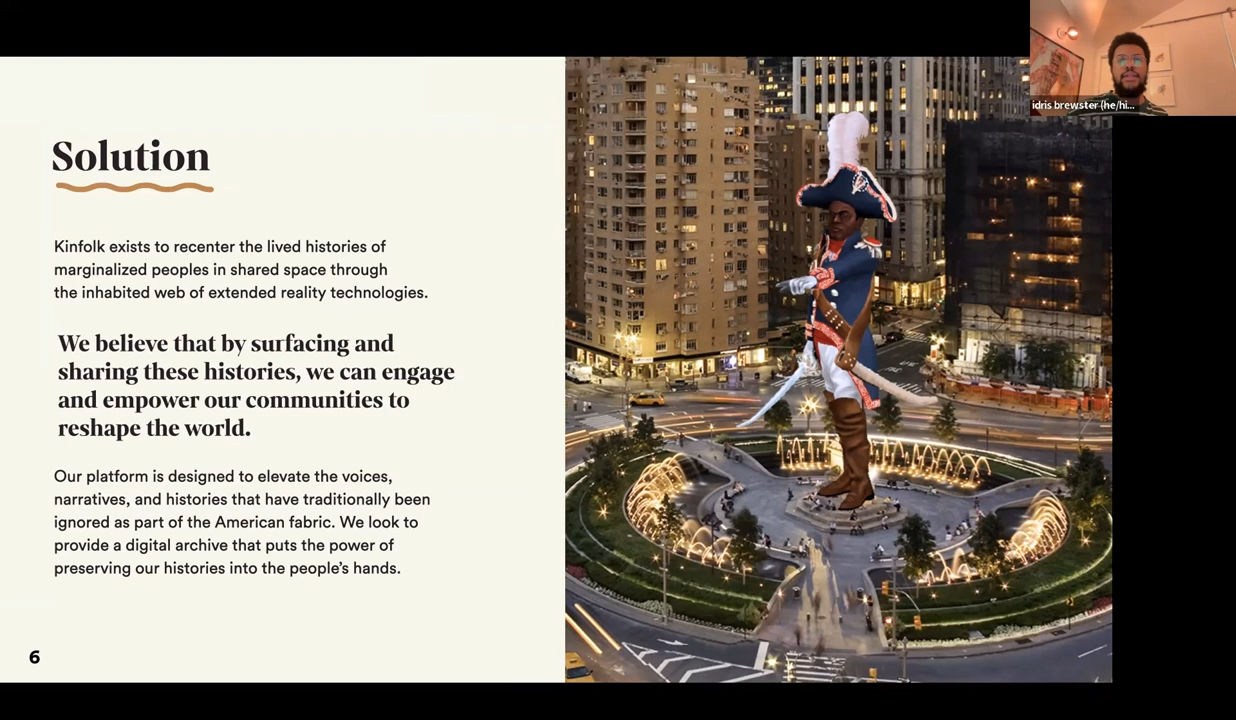 idris brewster (he/hi...
Solution
Kinfolk exists to recenter the lived histories of
marginalized peoples in shared space through
the inhabited web of extended reality technologies.
We believe that by surfacing and
sharing these histories, we can engage
and empower our communities to
reshape the world.
Our platform is designed to elevate the voices,
narratives, and histories that have traditionally been
ignored as part of the American fabric. We look to
provide a digital archive that puts the power of
preserving our histories into the people’s hands.
6